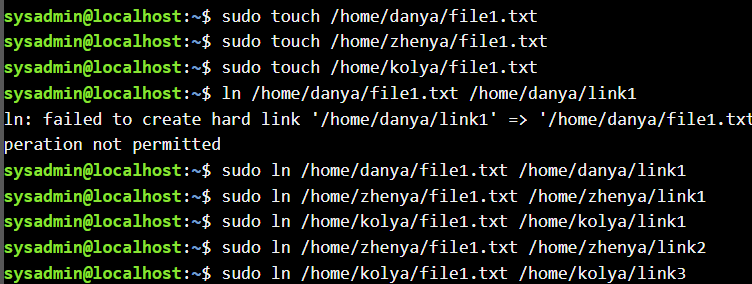 sysadmin@localhost:~$ sudo touch /home/danya/file1.txt
sysadmin@localhost:~$ sudo touch /home/zhenya/file1.txt
sysadmin@localhost:~$ sudo touch /home/kolya/file1.txt
sysadmin@localhost:~$ ln /home/danya/file1.txt /home/danya/link1
ln: failed to create hard link '/home/danya/link1' => '/home/danya/file1.txt
peration not permitted
sysadmin@localhost:~$ sudo ln /home/danya/file1.txt /home/danya/link1
sysadmin@localhost:~$ sudo ln /home/zhenya/file1.txt /home/zhenya/link1
sysadmin@localhost:~$ sudo ln /home/kolya/file1.txt /home/kolya/link1
sysadmin@localhost:~$ sudo ln /home/zhenya/file1.txt /home/zhenya/link2
sysadmin@localhost:~$ sudo ln /home/kolya/file1.txt /home/kolya/link3